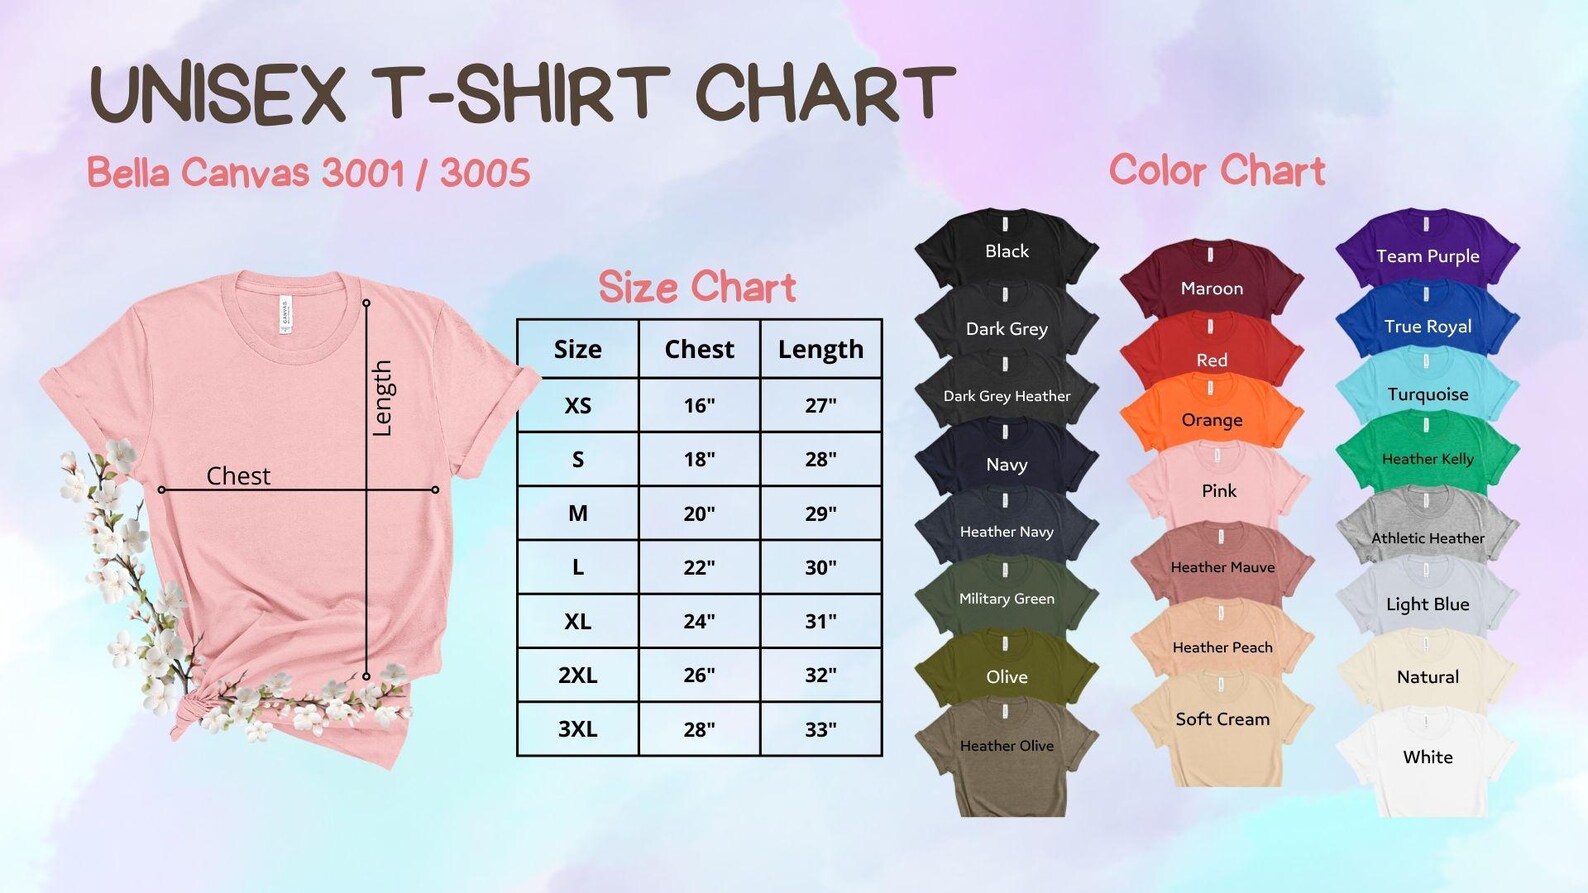 UNISEX T-SHIRT CHART
Bella Canvas 3001 / 3005
CANVAS
Length
Chest
Size Chart
Size Chest Length
XS 16" 27"
S 18" 28"
M 20" 29"
L 22" 30"
XL 24" 31"
2XL 26" 32"
3XL 28" 33"
Color Chart
Black
Dark Grey
Dark Grey Heather
Navy
Heather Navy
Military Green
Olive
Heather Olive
Maroon
Red
Orange
Pink
Heather Mauve
Heather Peach
Soft Cream
Team Purple
True Royal
Turquoise
Heather Kelly
Athletic Heather
Light Blue
Natural
White